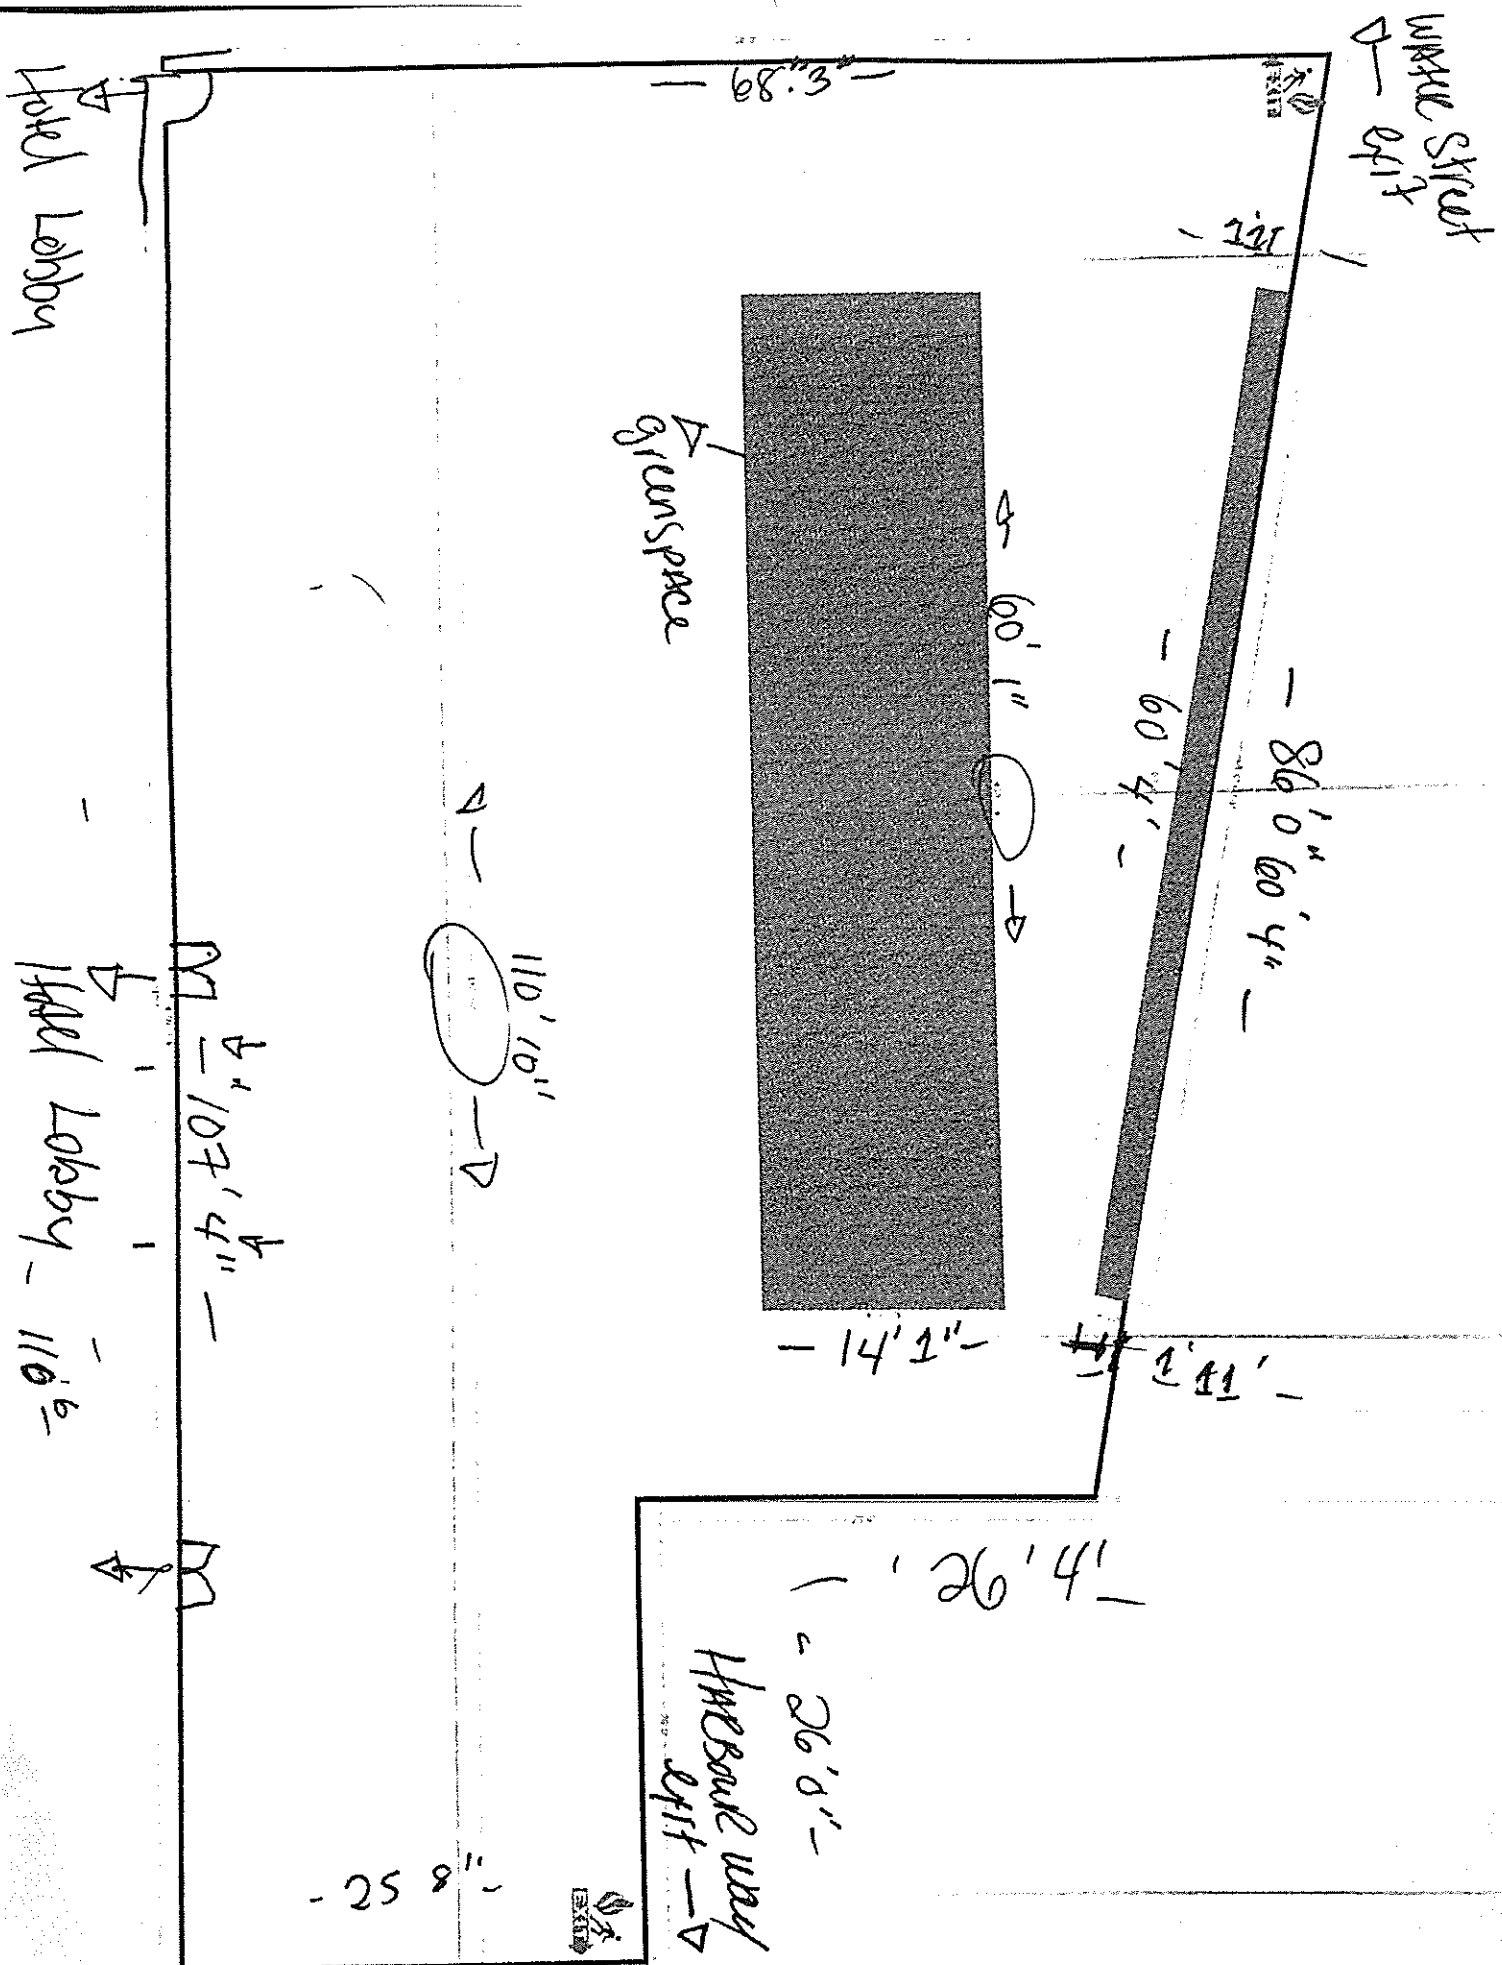 Water Street
exit
EXIT
- 68'.3" -
1'11"
- 86'0" 60'4" -
- 60'4" -
60' 1"
greenspace
110' 10"
- 14'1" -
1'11" -
- 26'4" -
- 26'0" -
Harbour way
exit
EXIT
- 25 8" -
- 107'4" -
Hotel Lobby
Hotel Lobby - 110'6